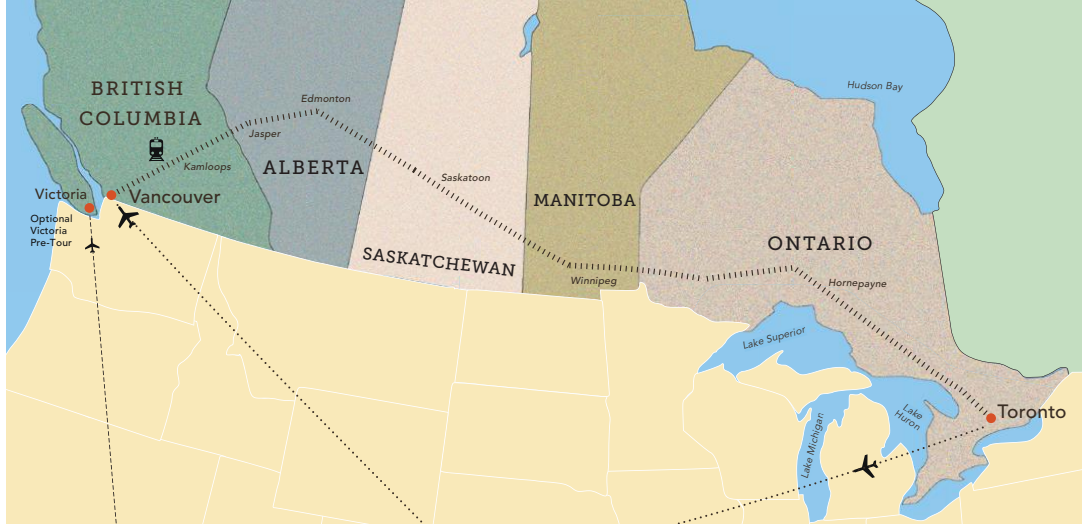 Hudson Bay
BRITISH
COLUMBIA
Edmonton
Jasper
Kamloops
ALBERTA
Saskatoon
Victoria
Vancouver
MANITOBA
Optional
Victoria
Pre-Tour
ONTARIO
SASKATCHEWAN
Winnipeg
Hornepayne
Lake Superior
Lake
Huron
Toronto
Lake Michigan